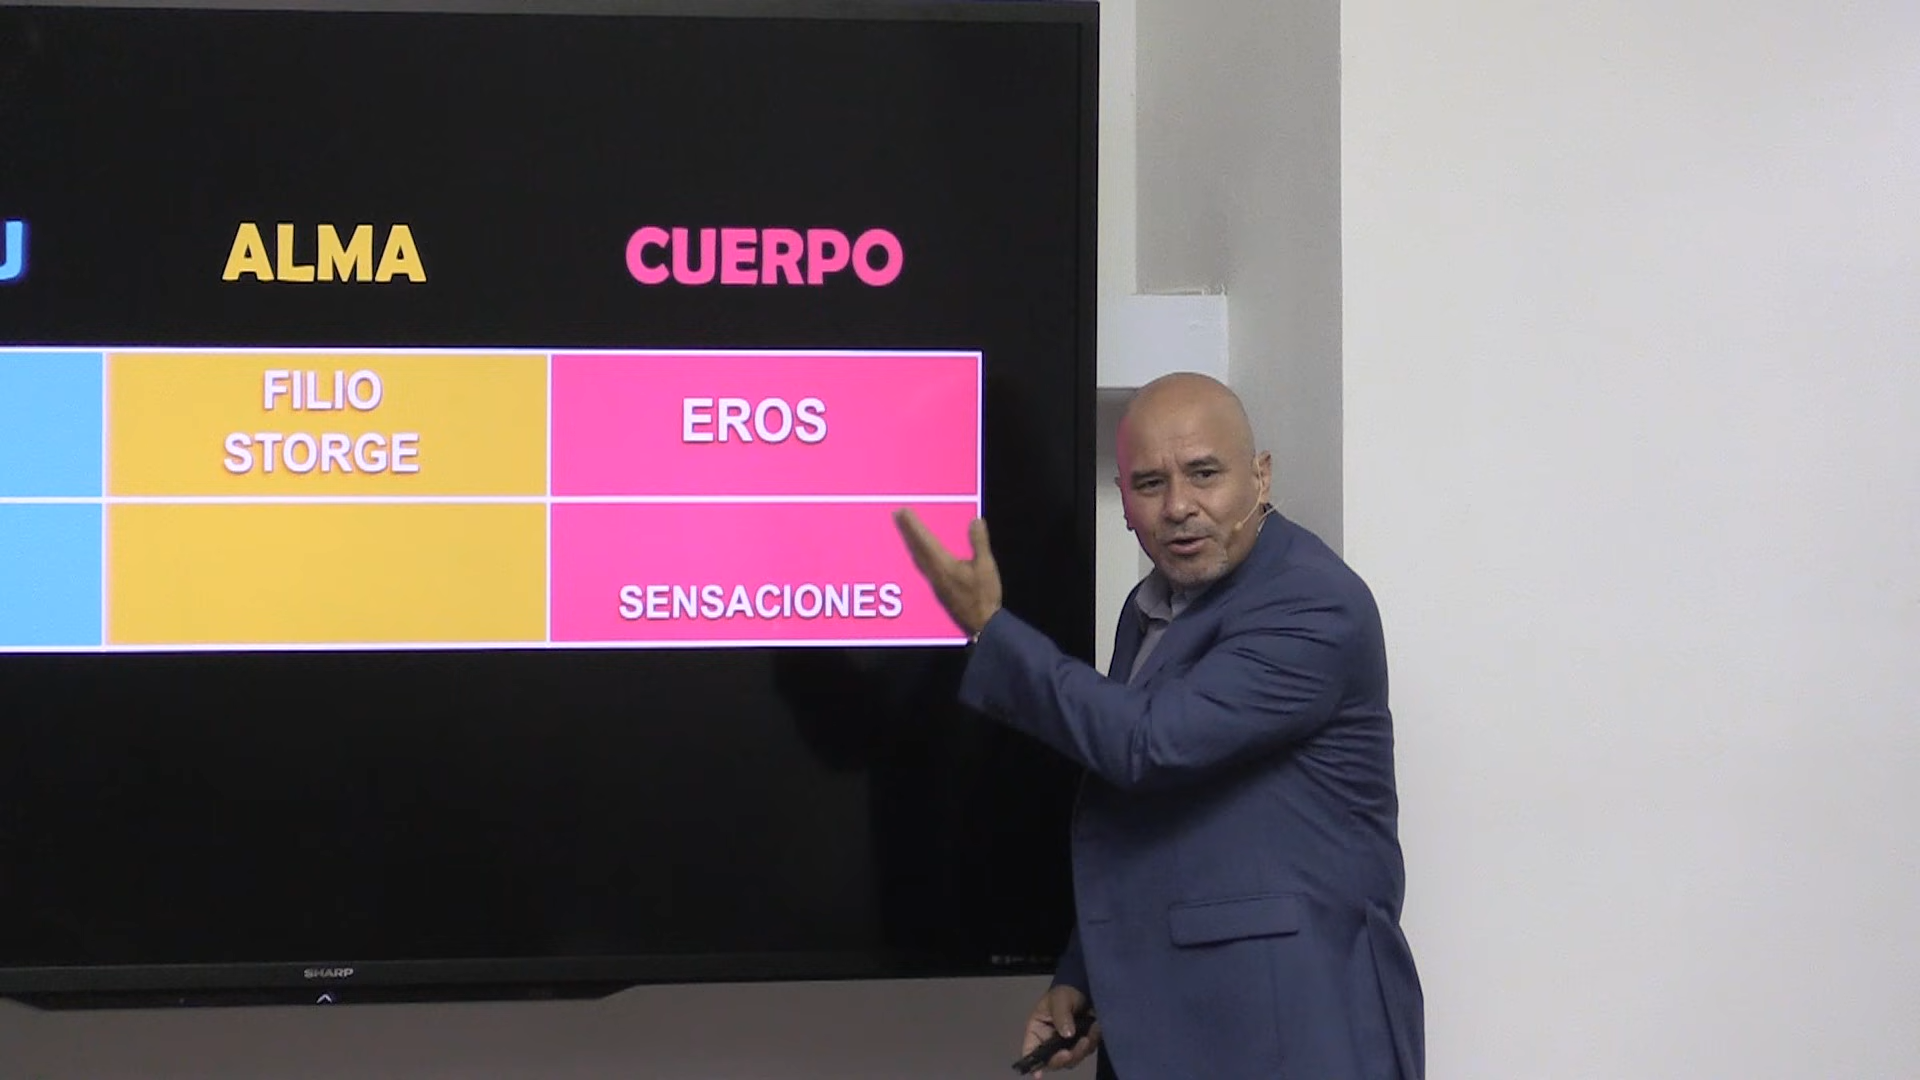 ALMA
CUERPO
FILIO
STORGE
EROS
SENSACIONES
SHARP